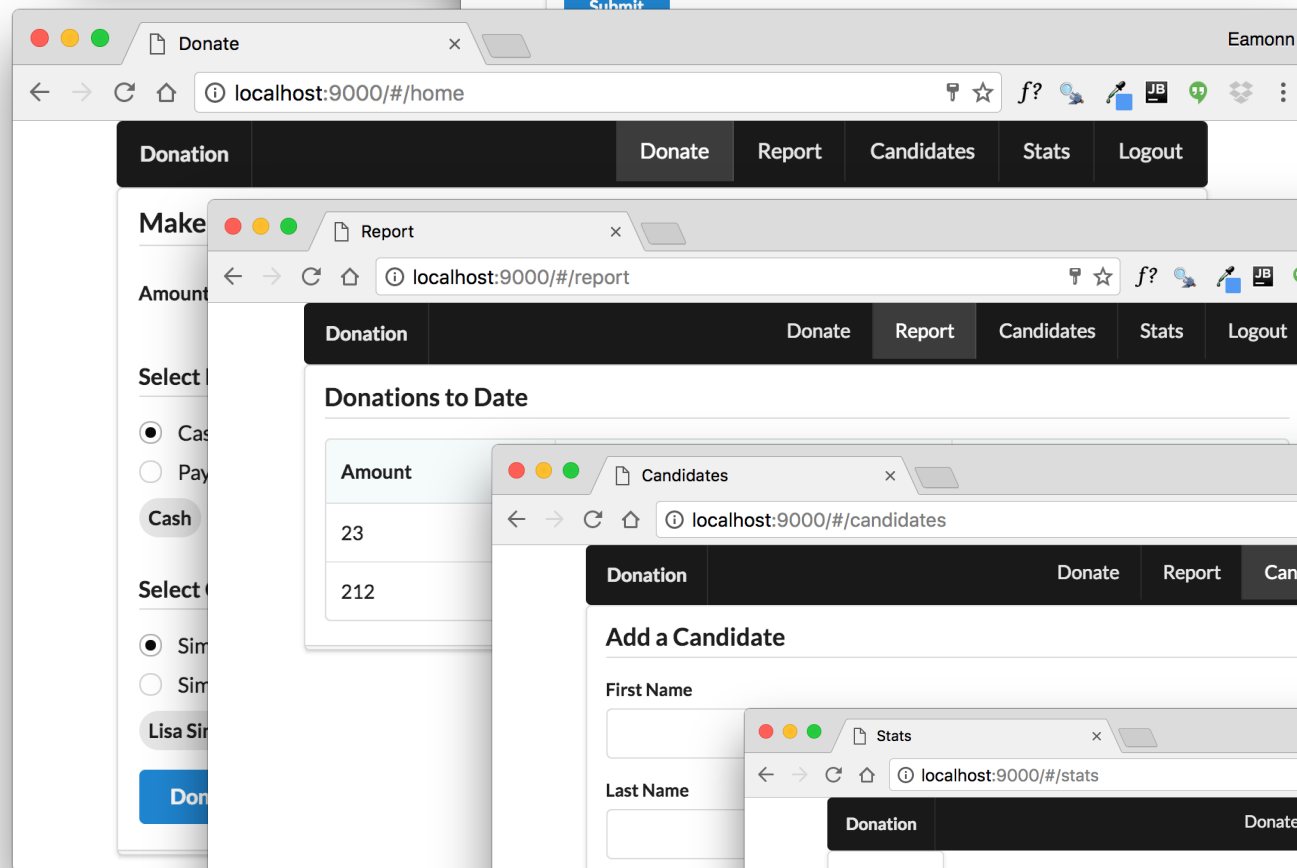 Submit
Donate
Eamonn
localhost:9000/#/home
f?
JB
Donation Donate Report Candidates Stats Logout
Make
Report
Amount
localhost:9000/#/report
f?
JB
Donation Donate Report Candidates Stats Logout
Select
Donations to Date
Cas
Pay
Amount
Cash
23
212
Candidates
localhost:9000/#/candidates
Donation Donate Report Can
Select
Sim
Sim
Lisa Sim
Don
Add a Candidate
First Name
Last Name
Stats
localhost:9000/#/stats
Donation Donate